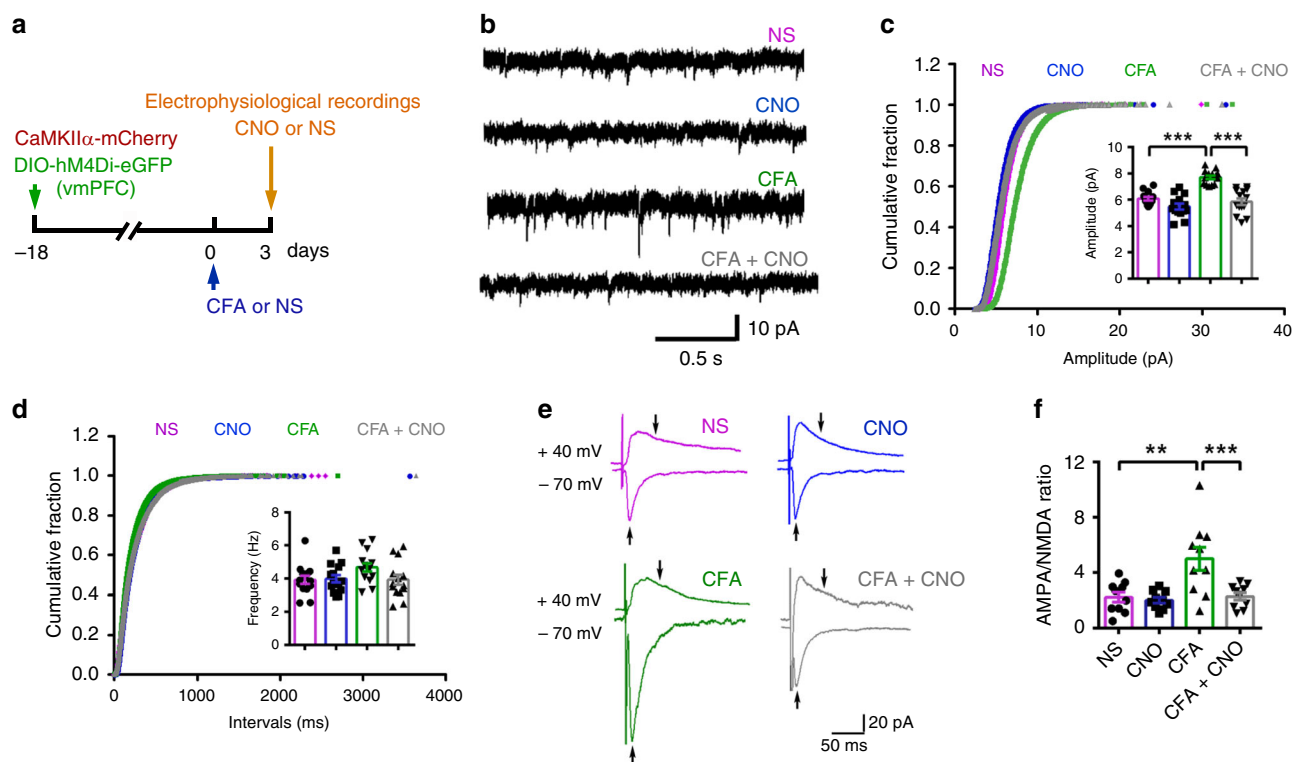 a
Electrophysiological recordings
CNO or NS
CaMKIIα-mCherry
DIO-hM4Di-eGFP
(vmPFC)
–18
0
3
days
CFA or NS
b
NS
CNO
CFA
CFA + CNO
10 pA
0.5 s
c
1.2
1.0
0.8
0.6
0.4
0.2
0.0
Cumulative fraction
NS CNO CFA CFA + CNO
*** ***
10
8
6
4
2
0
Amplitude (pA)
0 10 20 30 40
Amplitude (pA)
d
NS CNO CFA CFA + CNO
1.2
1.0
0.8
0.6
0.4
0.2
0.0
Cumulative fraction
8
6
4
2
0
Frequency (Hz)
0 1000 2000 3000 4000
Intervals (ms)
e
NS
CNO
+ 40 mV
– 70 mV
CFA
CFA + CNO
+ 40 mV
– 70 mV
20 pA
50 ms
f
** ***
12
8
4
0
AMPA/NMDA ratio
NS
CNO
CFA
CFA + CNO